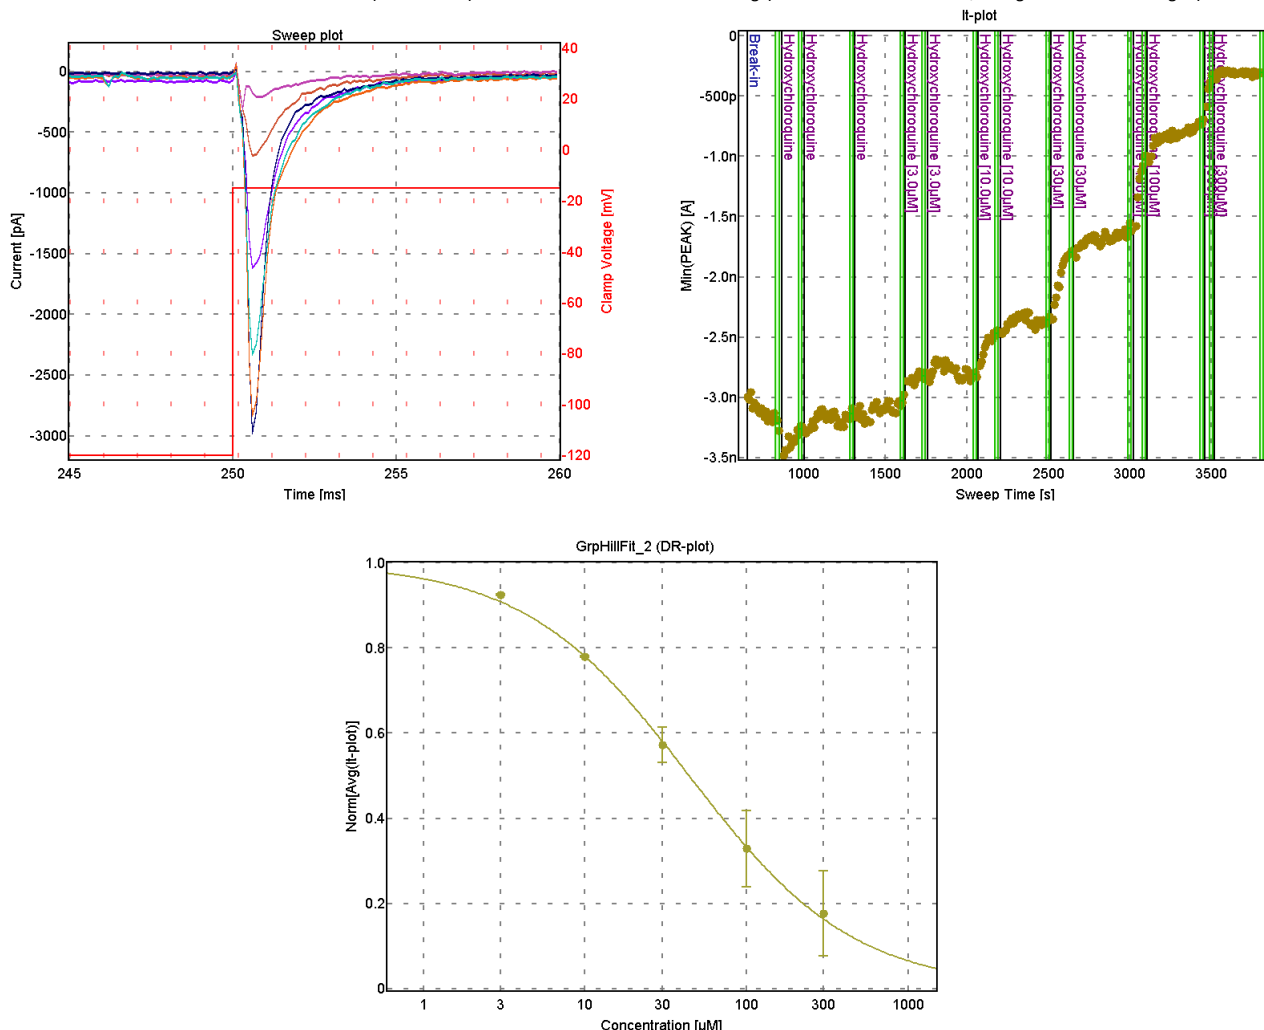 Sweep plot
Current [pA]
0
-500
-1000
-1500
-2000
-2500
-3000
245
250
255
260
Time [ms]
40
20
0
-20
-40
-60
-80
-100
-120
Clamp Voltage [mV]
It-plot
Min(PEAK) [A]
0
-500p
-1.0n
-1.5n
-2.0n
-2.5n
-3.0n
-3.5n
Break-in
Hydroxychloroquine
Hydroxychloroquine
Hydroxychloroquine
Hydroxychloroquine [3.0µM]
Hydroxychloroquine [3.0µM]
Hydroxychloroquine [10.0µM]
Hydroxychloroquine [10.0µM]
Hydroxychloroquine [30µM]
Hydroxychloroquine [30µM]
Hydroxychloroquine
Hydroxychloroquine [100µM]
Hydroxychloroquine [300µM]
1000
1500
2000
2500
3000
3500
Sweep Time [s]
GrpHillFit_2 (DR-plot)
Norm[Avg(It-plot)]
1.0
0.8
0.6
0.4
0.2
0
1
3
10
30
100
300
1000
Concentration [µM]